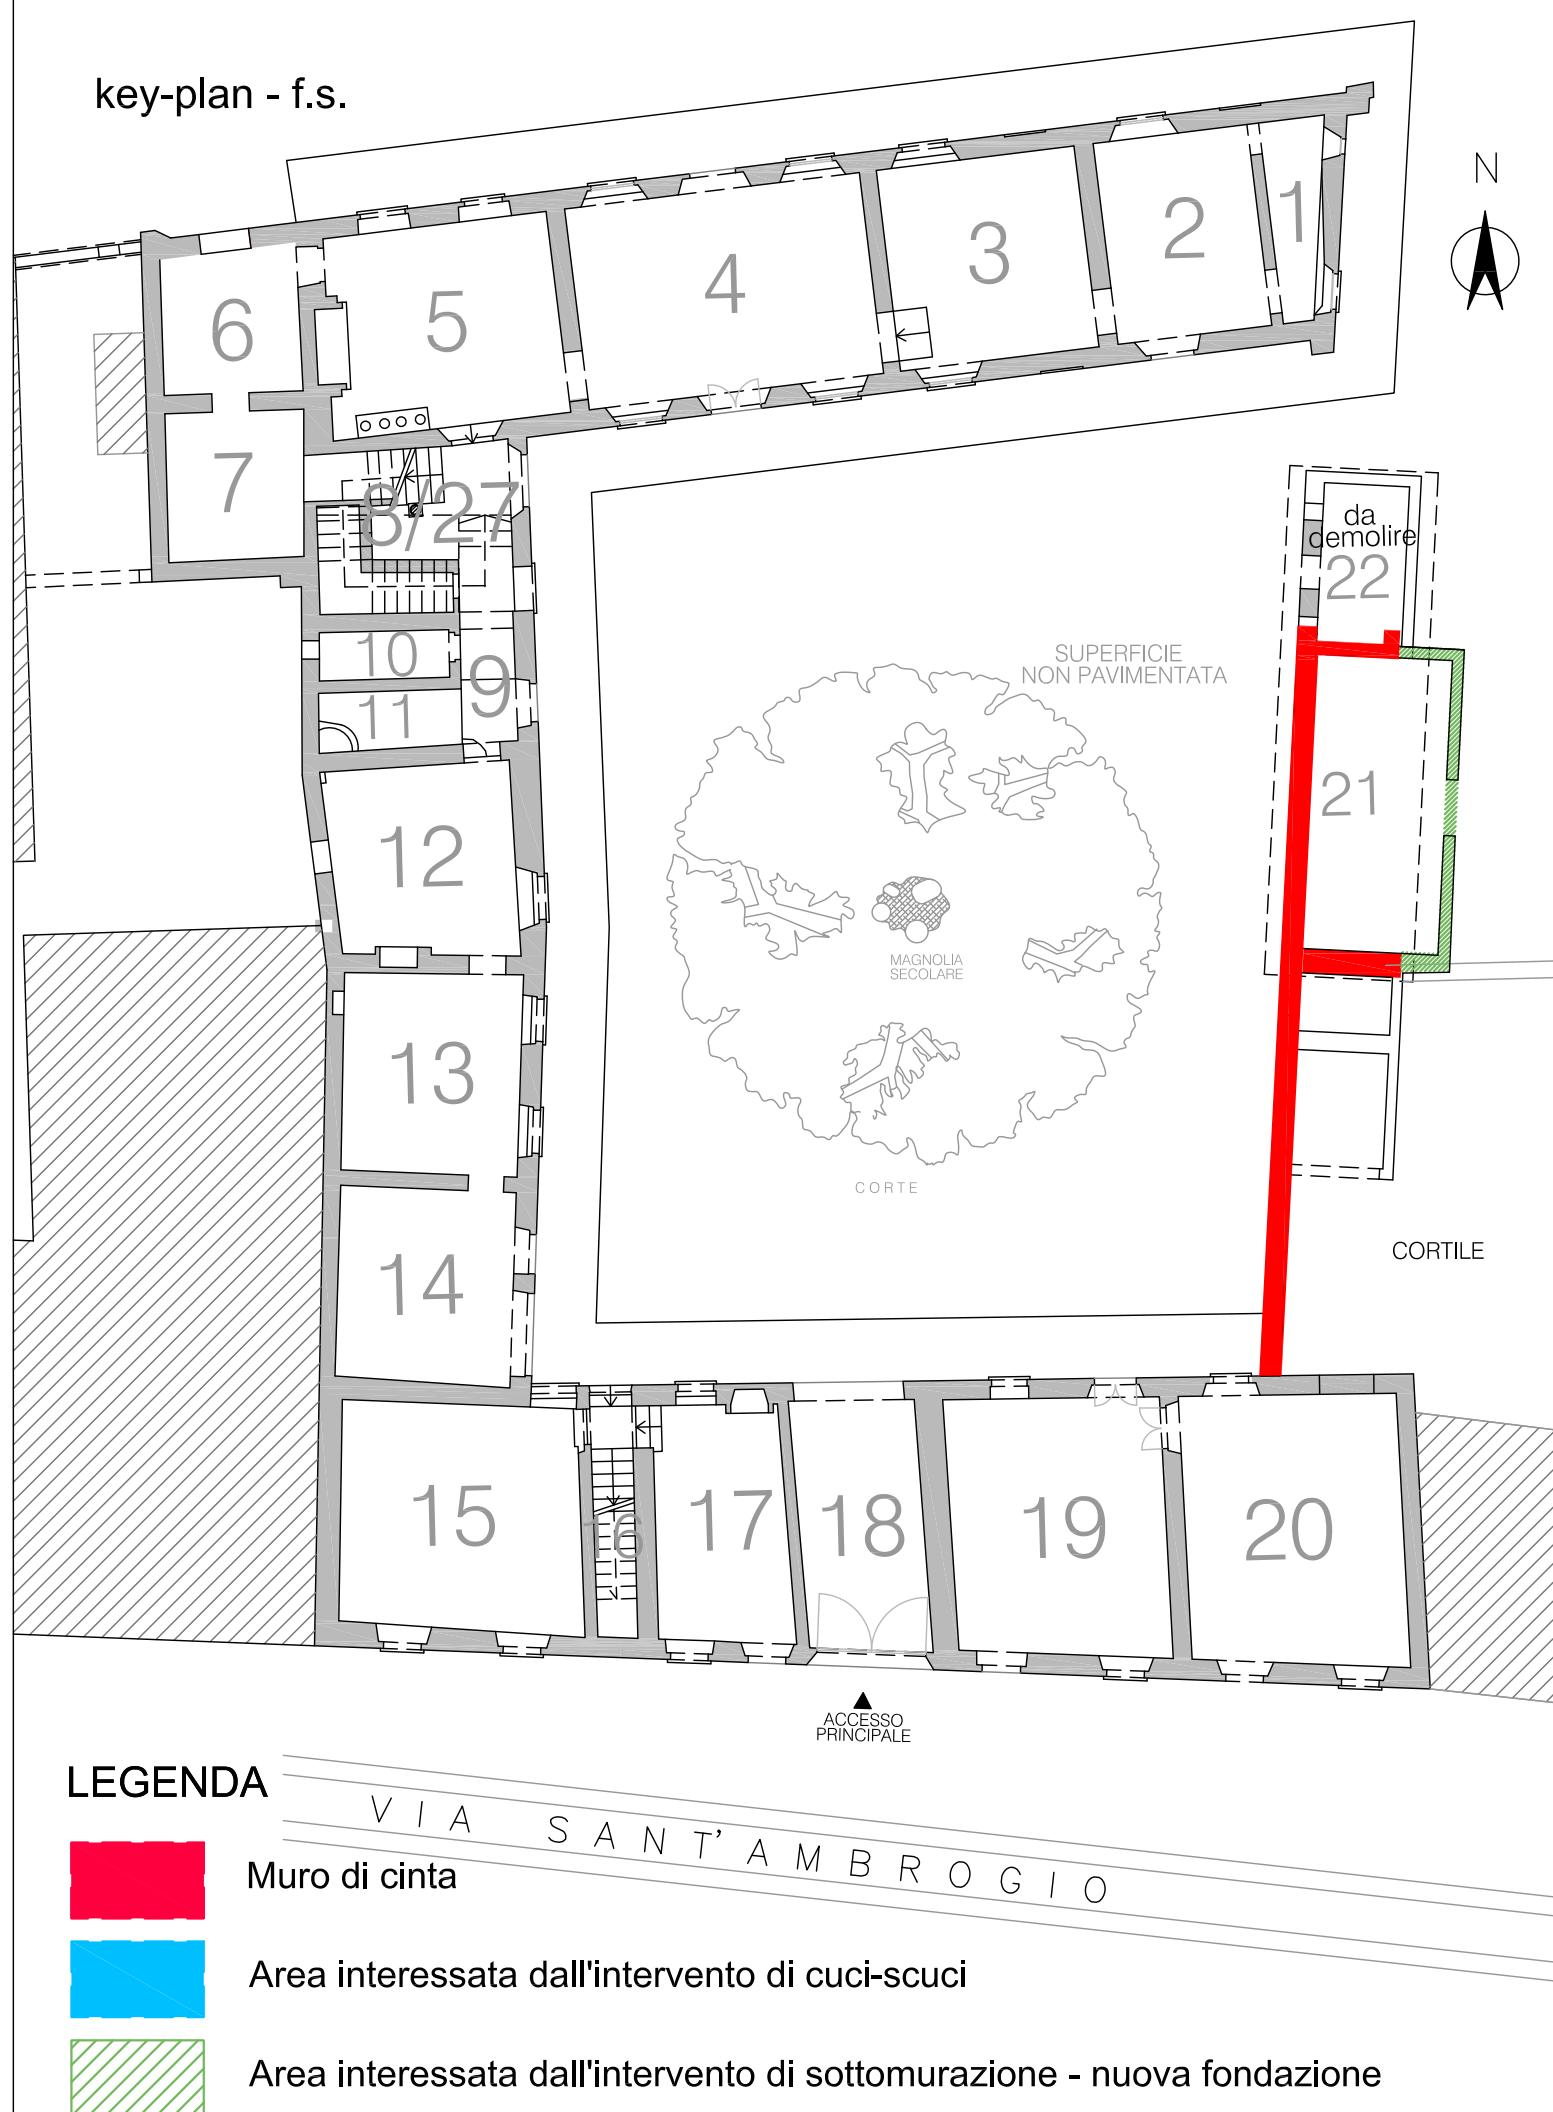 key-plan - f.s.
N
1
2
3
4
5
6
7
8/27
9
10
11
12
13
14
15
16
17
18
19
20
da
demolire
22
21
SUPERFICIE
NON PAVIMENTATA
MAGNOLIA
SECOLARE
CORTE
CORTILE
ACCESSO
PRINCIPALE
VIA SANT'AMBROGIO
LEGENDA
Muro di cinta
Area interessata dall'intervento di cuci-scuci
Area interessata dall'intervento di sottomurazione - nuova fondazione